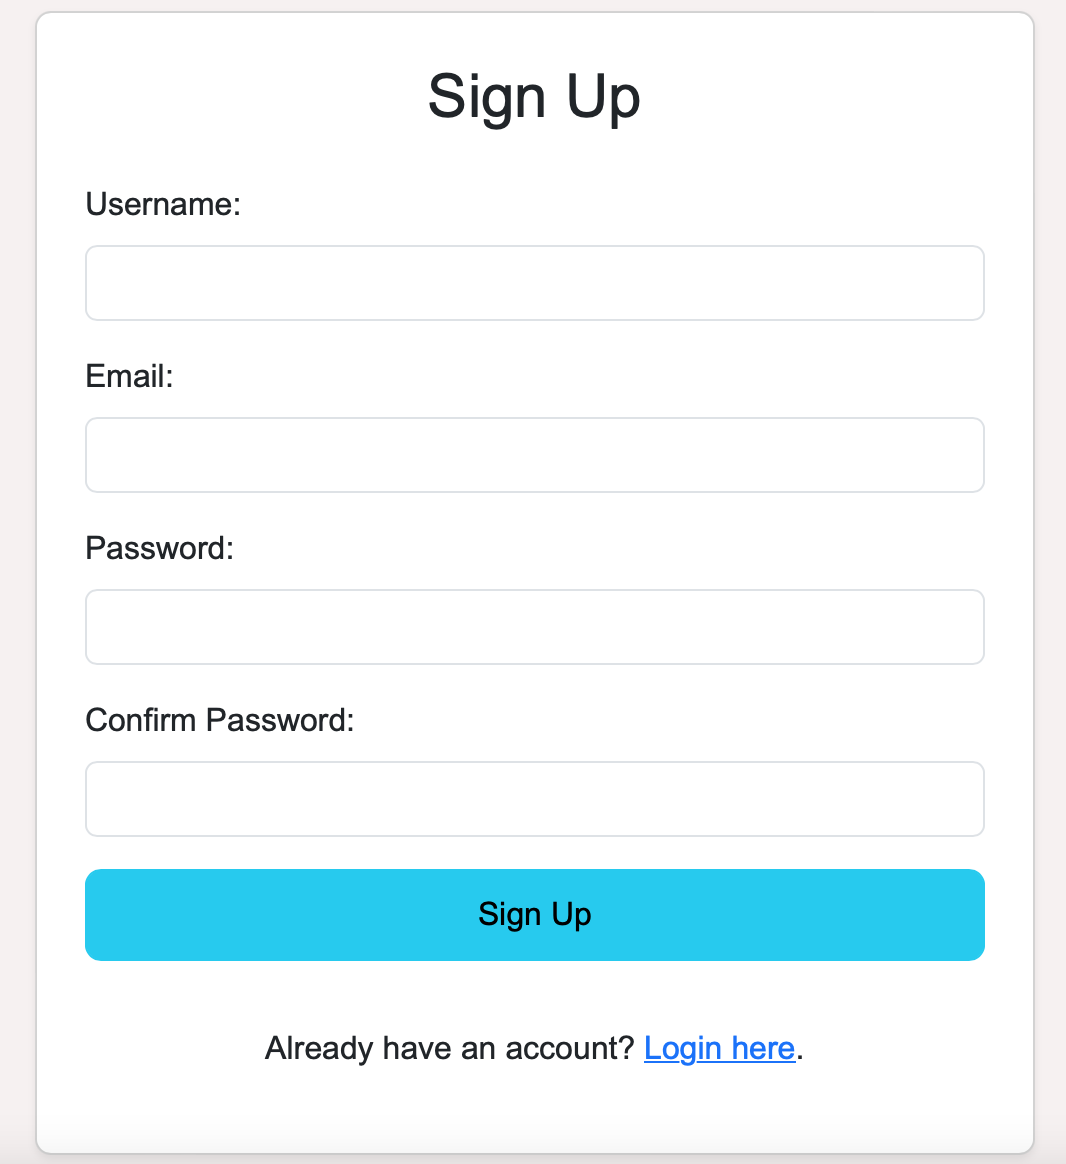 Sign Up
Username:
Email:
Password:
Confirm Password:
Sign Up
Already have an account? Login here.